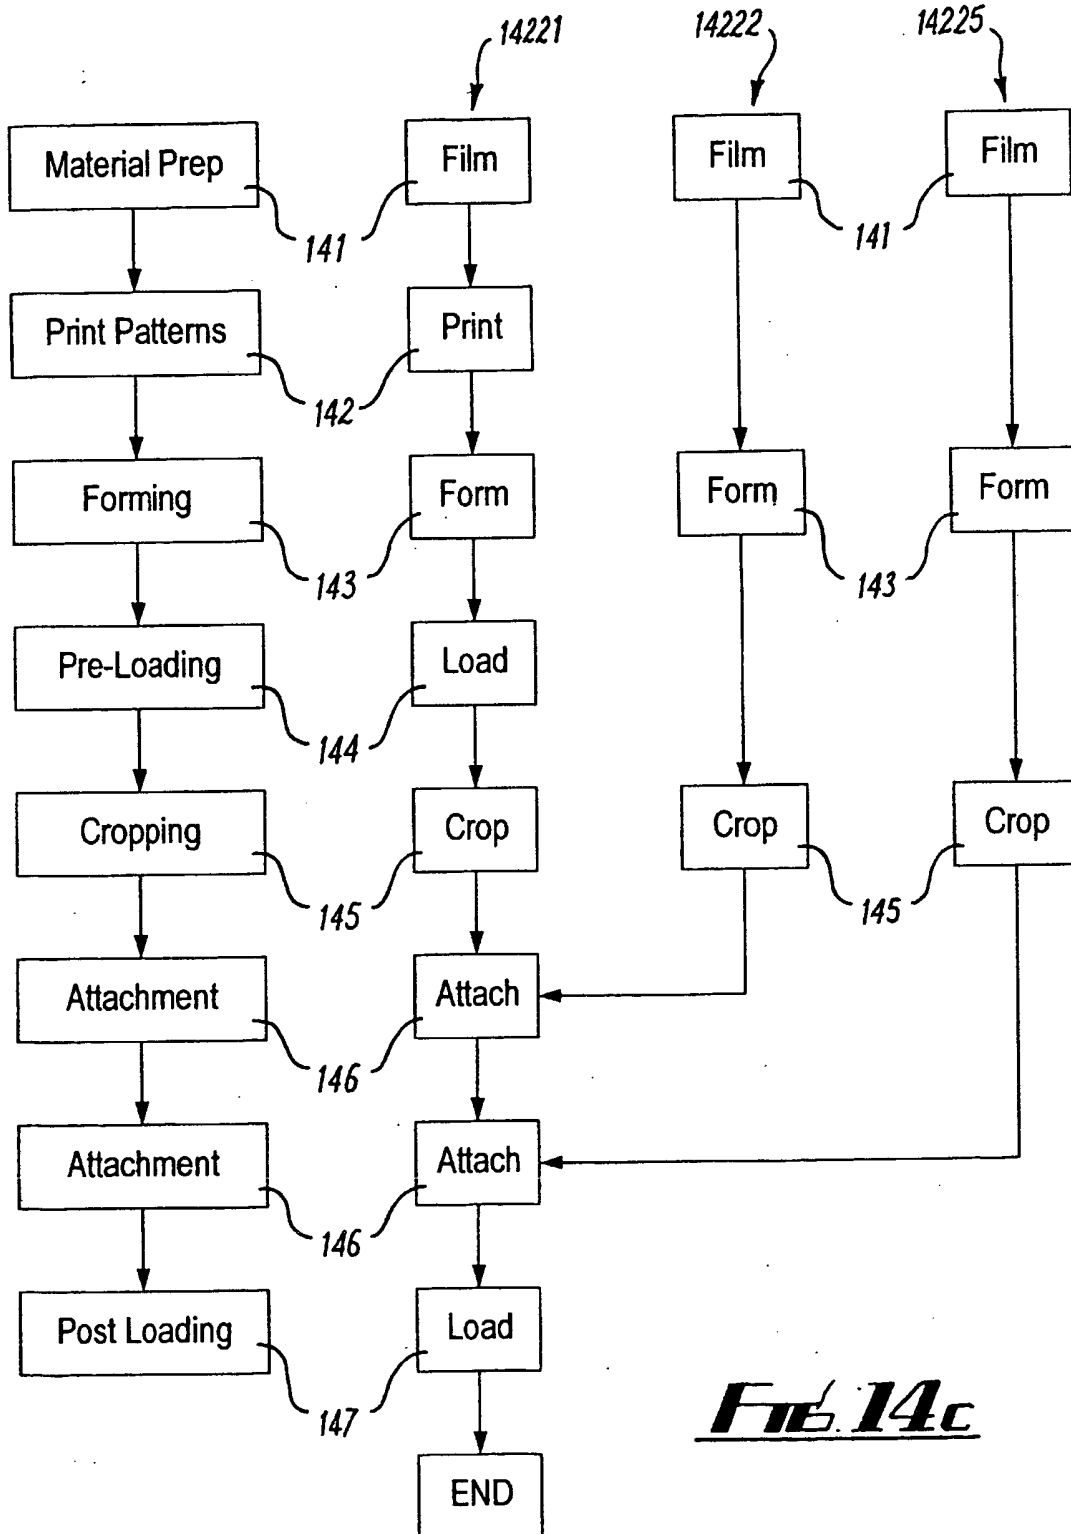 14221 14222 14225
Material Prep Film Film Film
141 141
Print Patterns Print
142
Forming Form Form Form
143 143
Pre-Loading Load
144
Cropping Crop Crop Crop
145 145
Attachment Attach
146
Attachment Attach
146
Post Loading Load
147
END
FIG. 14c